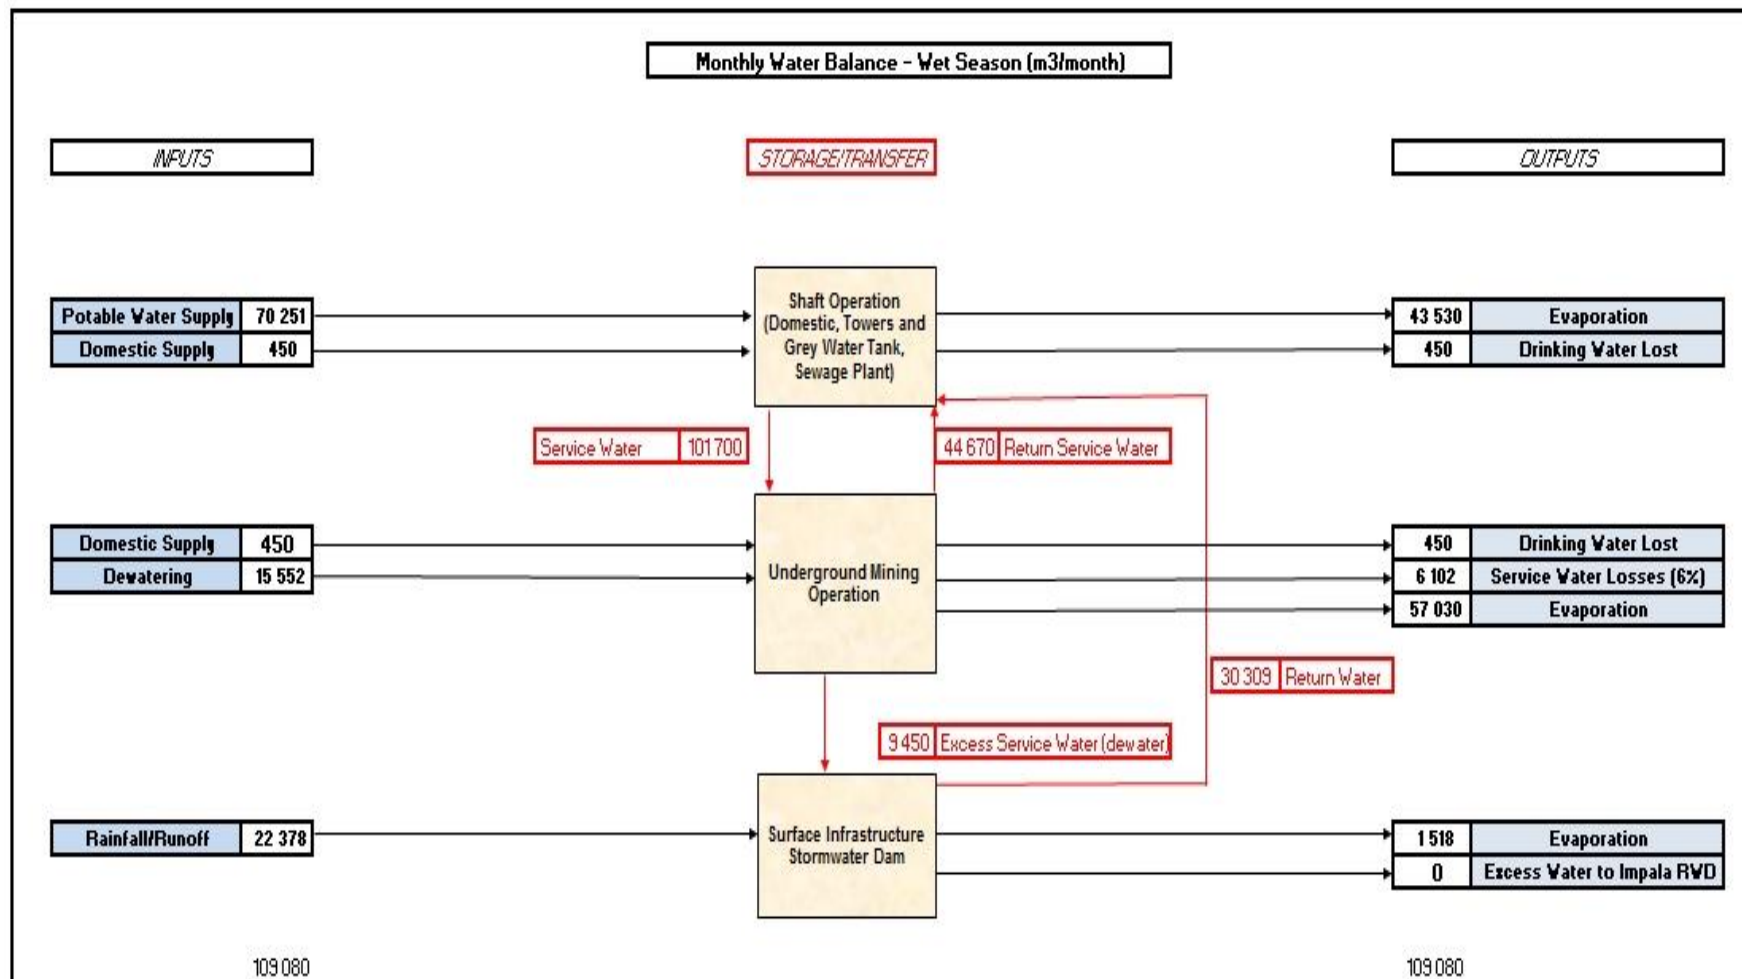 Monthly Water Balance - Wet Season (m3/month)
INPUTS
STORAGE/TRANSFER
OUTPUTS
Potable Water Supply 70 251
Domestic Supply 450
Shaft Operation
(Domestic, Towers and
Grey Water Tank,
Sewage Plant)
43 530 Evaporation
450 Drinking Water Lost
Service Water 101 700
44 670 Return Service Water
Domestic Supply 450
Dewatering 15 552
Underground Mining
Operation
450 Drinking Water Lost
6 102 Service Water Losses (6%)
57 030 Evaporation
30 309 Return Water
9 450 Excess Service Water (dewater)
Rainfall/Runoff 22 378
Surface Infrastructure
Stormwater Dam
1 518 Evaporation
0 Excess Water to Impala RWD
109 080
109 080